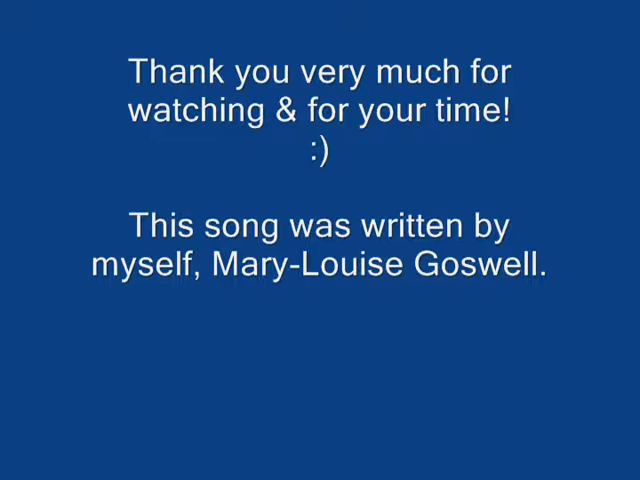 Thank you very much for
watching & for your time!
:)
This song was written by
myself, Mary-Louise Goswell.